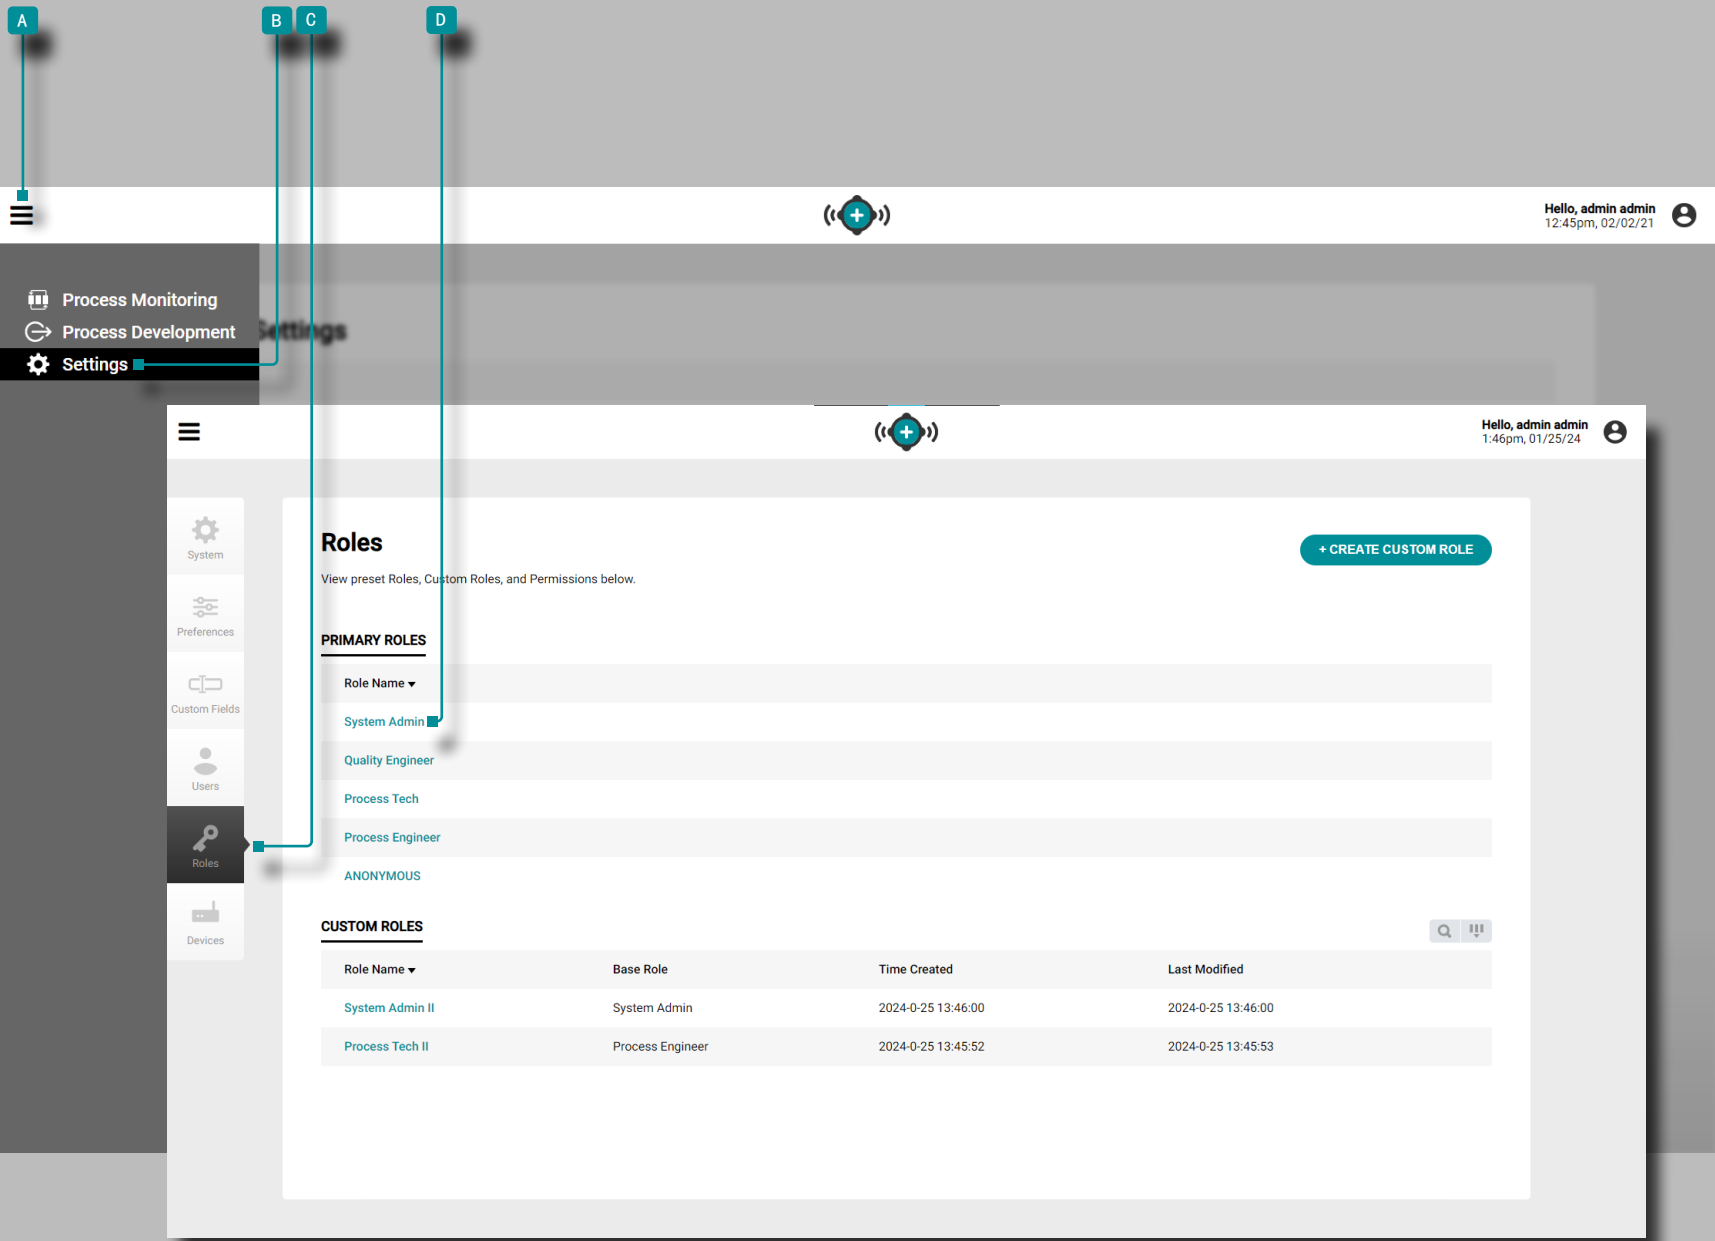 A
B
C
D
Hello, admin admin
12:45pm, 02/02/21
Process Monitoring
Process Development
Settings
Settings
Hello, admin admin
1:46pm, 01/25/24
System
Preferences
Custom Fields
Users
Roles
Devices
Roles
+ CREATE CUSTOM ROLE
View preset Roles, Custom Roles, and Permissions below.
PRIMARY ROLES
Role Name
System Admin
Quality Engineer
Process Tech
Process Engineer
ANONYMOUS
CUSTOM ROLES
Role Name Base Role Time Created Last Modified
System Admin II System Admin 2024-0-25 13:46:00 2024-0-25 13:46:00
Process Tech II Process Engineer 2024-0-25 13:45:52 2024-0-25 13:45:53